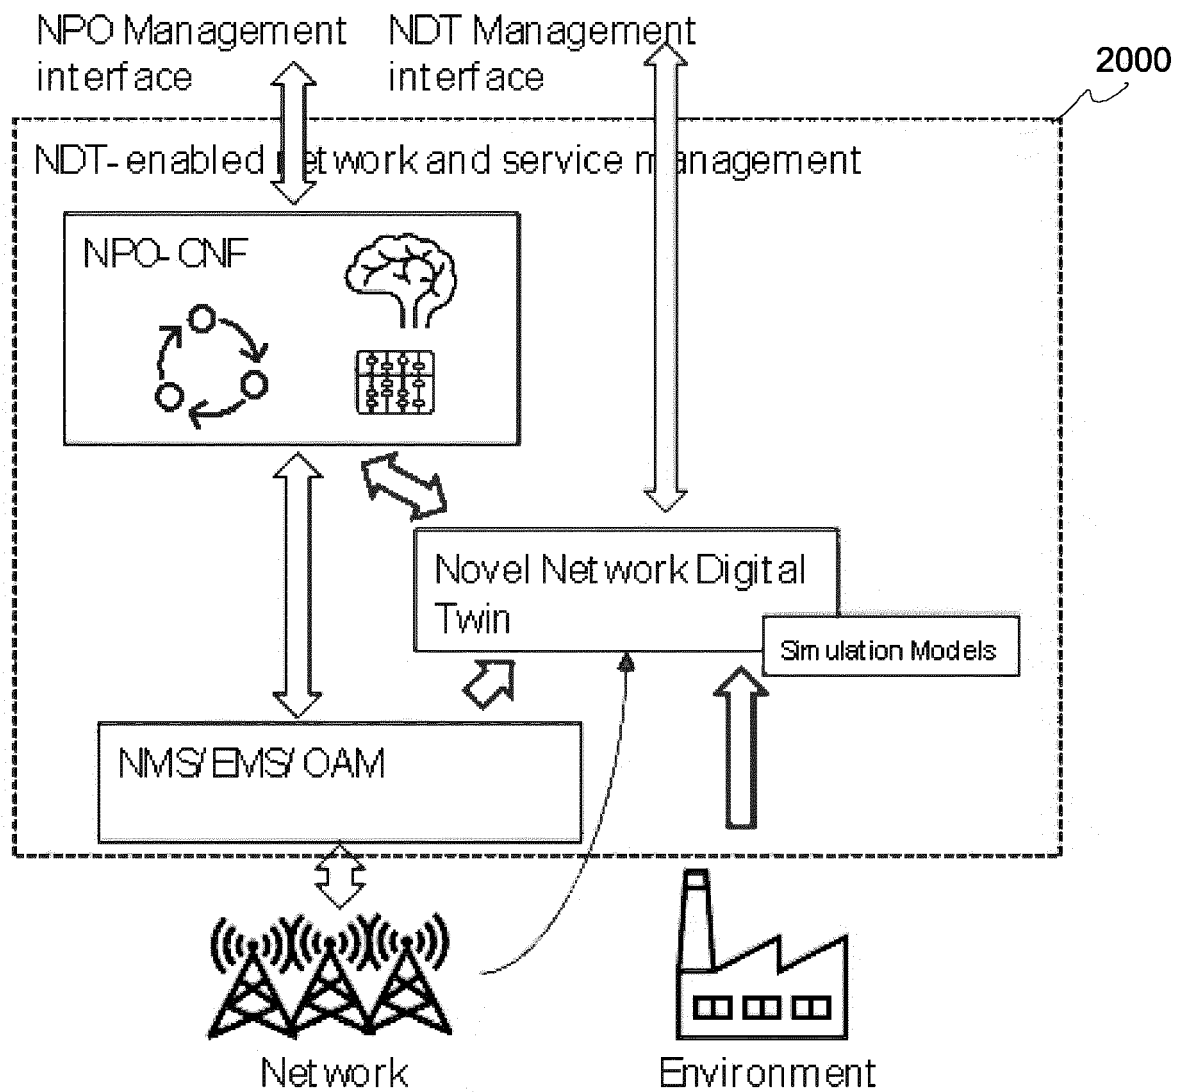 NPO Management
interface
NDT Management
interface
2000
NDT-enabled network and service management
NPO-CNF
Novel Network Digital
Twin
Simulation Models
NMS/EMS/OAM
Network
Environment